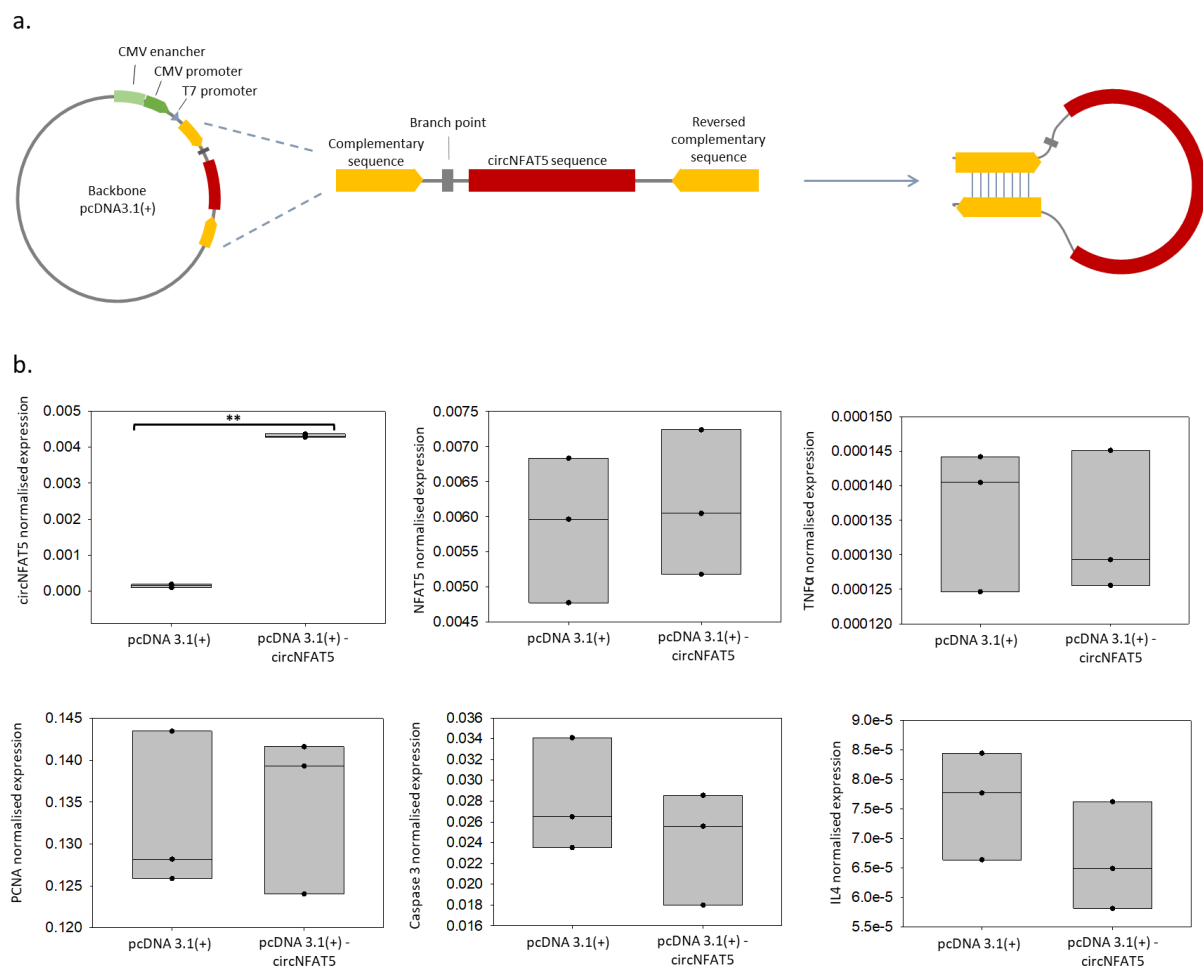 a.
CMV enancher
CMV promoter
T7 promoter
Backbone
pcDNA3.1(+)
Complementary
sequence
Branch point
circNFAT5 sequence
Reversed
complementary
sequence
b.
circNFAT5 normalised expression
0.005
0.004
0.003
0.002
0.001
0.000
**
pcDNA 3.1(+)
pcDNA 3.1(+) -
circNFAT5
NFAT5 normalised expression
0.0075
0.0070
0.0065
0.0060
0.0055
0.0050
0.0045
pcDNA 3.1(+)
pcDNA 3.1(+) -
circNFAT5
TNFα normalised expression
0.000150
0.000145
0.000140
0.000135
0.000130
0.000125
0.000120
pcDNA 3.1(+)
pcDNA 3.1(+) -
circNFAT5
PCNA normalised expression
0.145
0.140
0.135
0.130
0.125
0.120
pcDNA 3.1(+)
pcDNA 3.1(+) -
circNFAT5
Caspase 3 normalised expression
0.036
0.034
0.032
0.030
0.028
0.026
0.024
0.022
0.020
0.018
0.016
pcDNA 3.1(+)
pcDNA 3.1(+) -
circNFAT5
IL4 normalised expression
9.0e-5
8.5e-5
8.0e-5
7.5e-5
7.0e-5
6.5e-5
6.0e-5
5.5e-5
pcDNA 3.1(+)
pcDNA 3.1(+) -
circNFAT5